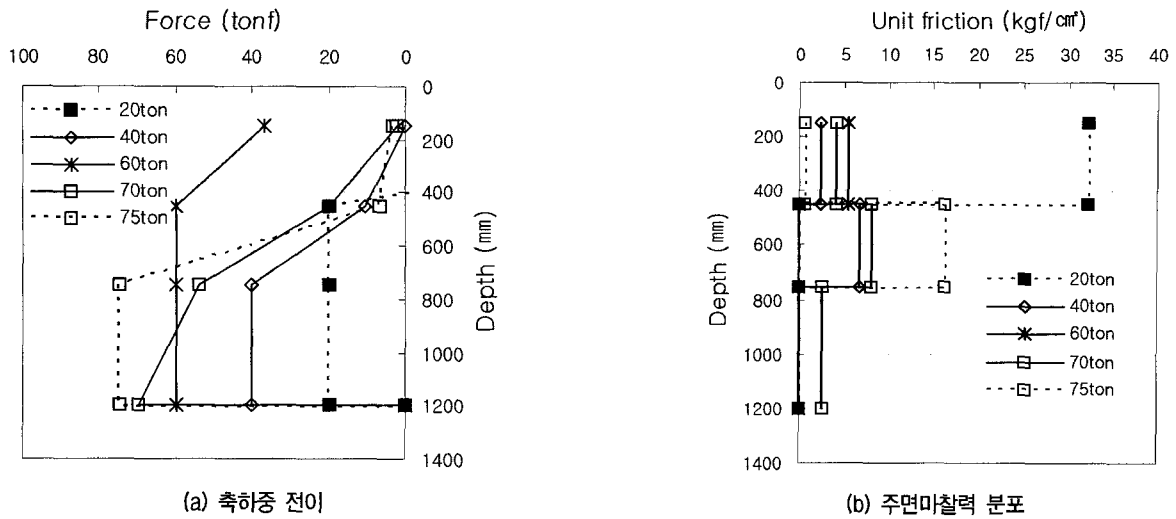 Force (tonf)
100 80 60 40 20 0
0
200
400
600
800
1000
1200
1400
Depth (mm)
20ton
40ton
60ton
70ton
75ton
(a) 축하중 전이
Unit friction (kgf/㎠)
0 5 10 15 20 25 30 35 40
0
200
400
600
800
1000
1200
1400
Depth (mm)
20ton
40ton
60ton
70ton
75ton
(b) 주면마찰력 분포